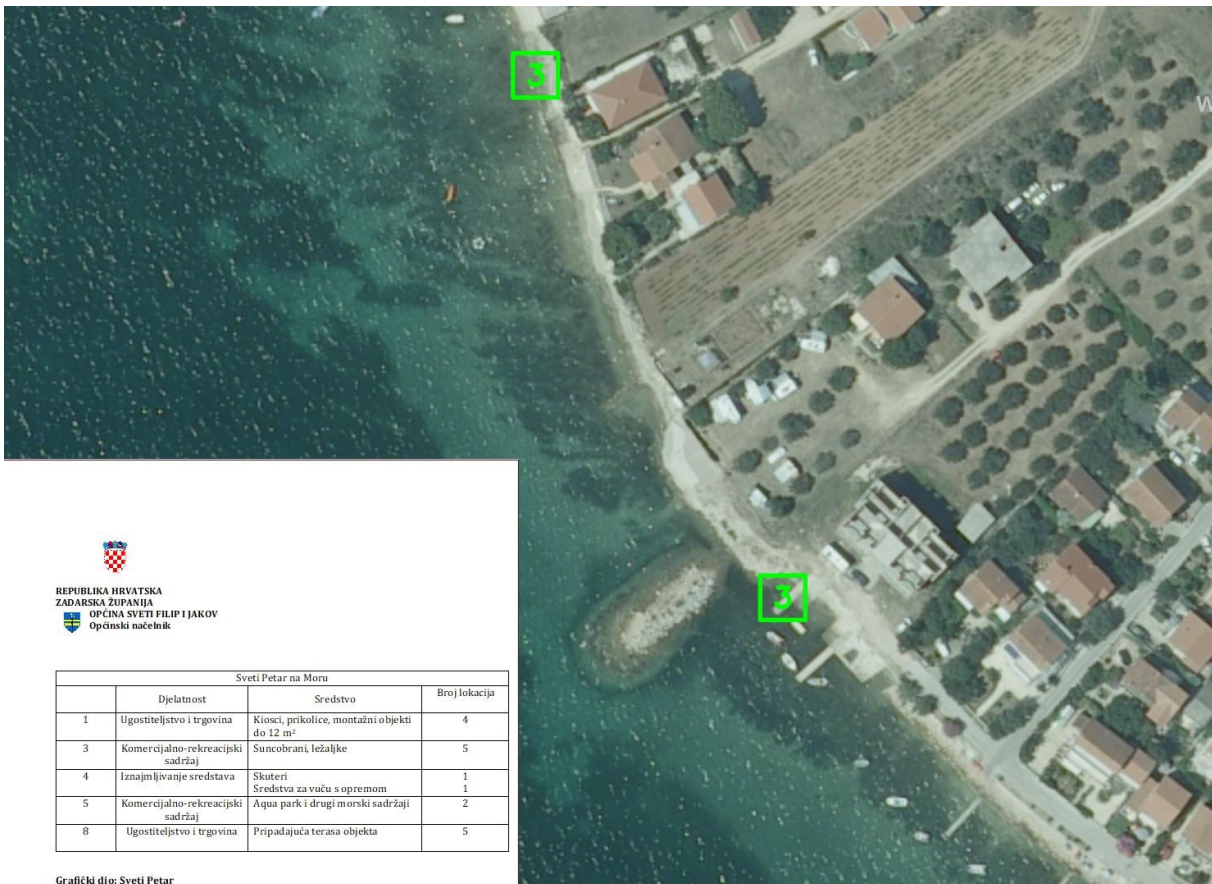 3
W
3
REPUBLIKA HRVATSKA
ZADARSKA ŽUPANIJA
OPĆINA SVETI FILIP I JAKOV
Općinski načelnik
Sveti Petar na Moru
Djelatnost Sredstvo Broj lokacija
1 Ugostiteljstvo i trgovina Kiosci, prikolice, montažni objekti 4
do 12 m²
3 Komercijalno-rekreacijski Suncobrani, ležaljke 5
sadržaj
4 Iznajmljivanje sredstava Skuteri 1
Sredstva za vuču s opremom 1
5 Komercijalno-rekreacijski Aqua park i drugi morski sadržaji 2
sadržaj
8 Ugostiteljstvo i trgovina Pripadajuća terasa objekta 5
Grafički dio: Sveti Petar